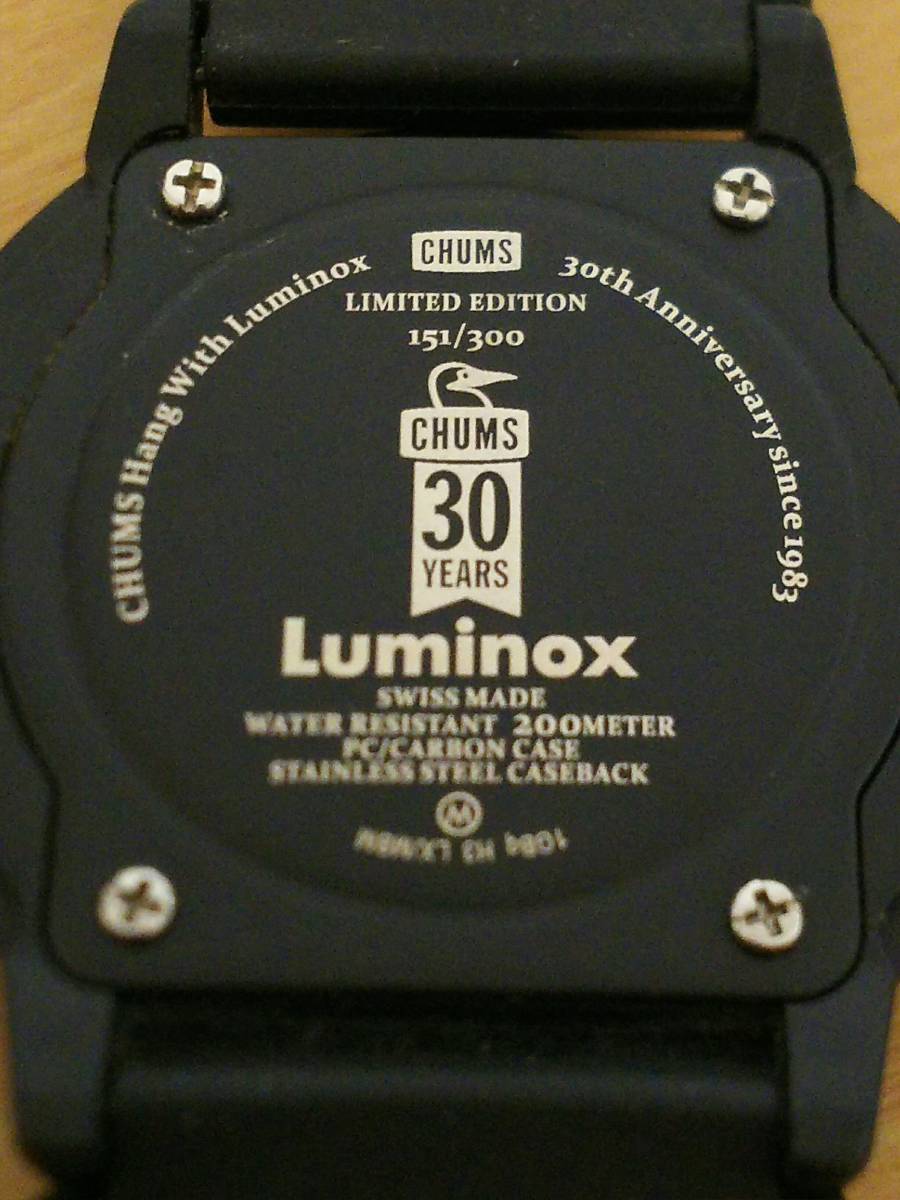 CHUMS
CHUMS Hang With Luminox
30th Anniversary since 1983
LIMITED EDITION
151/300
CHUMS
30
YEARS
Luminox
SWISS MADE
WATER RESISTANT 200METER
PC/CARBON CASE
STAINLESS STEEL CASEBACK
M
H3